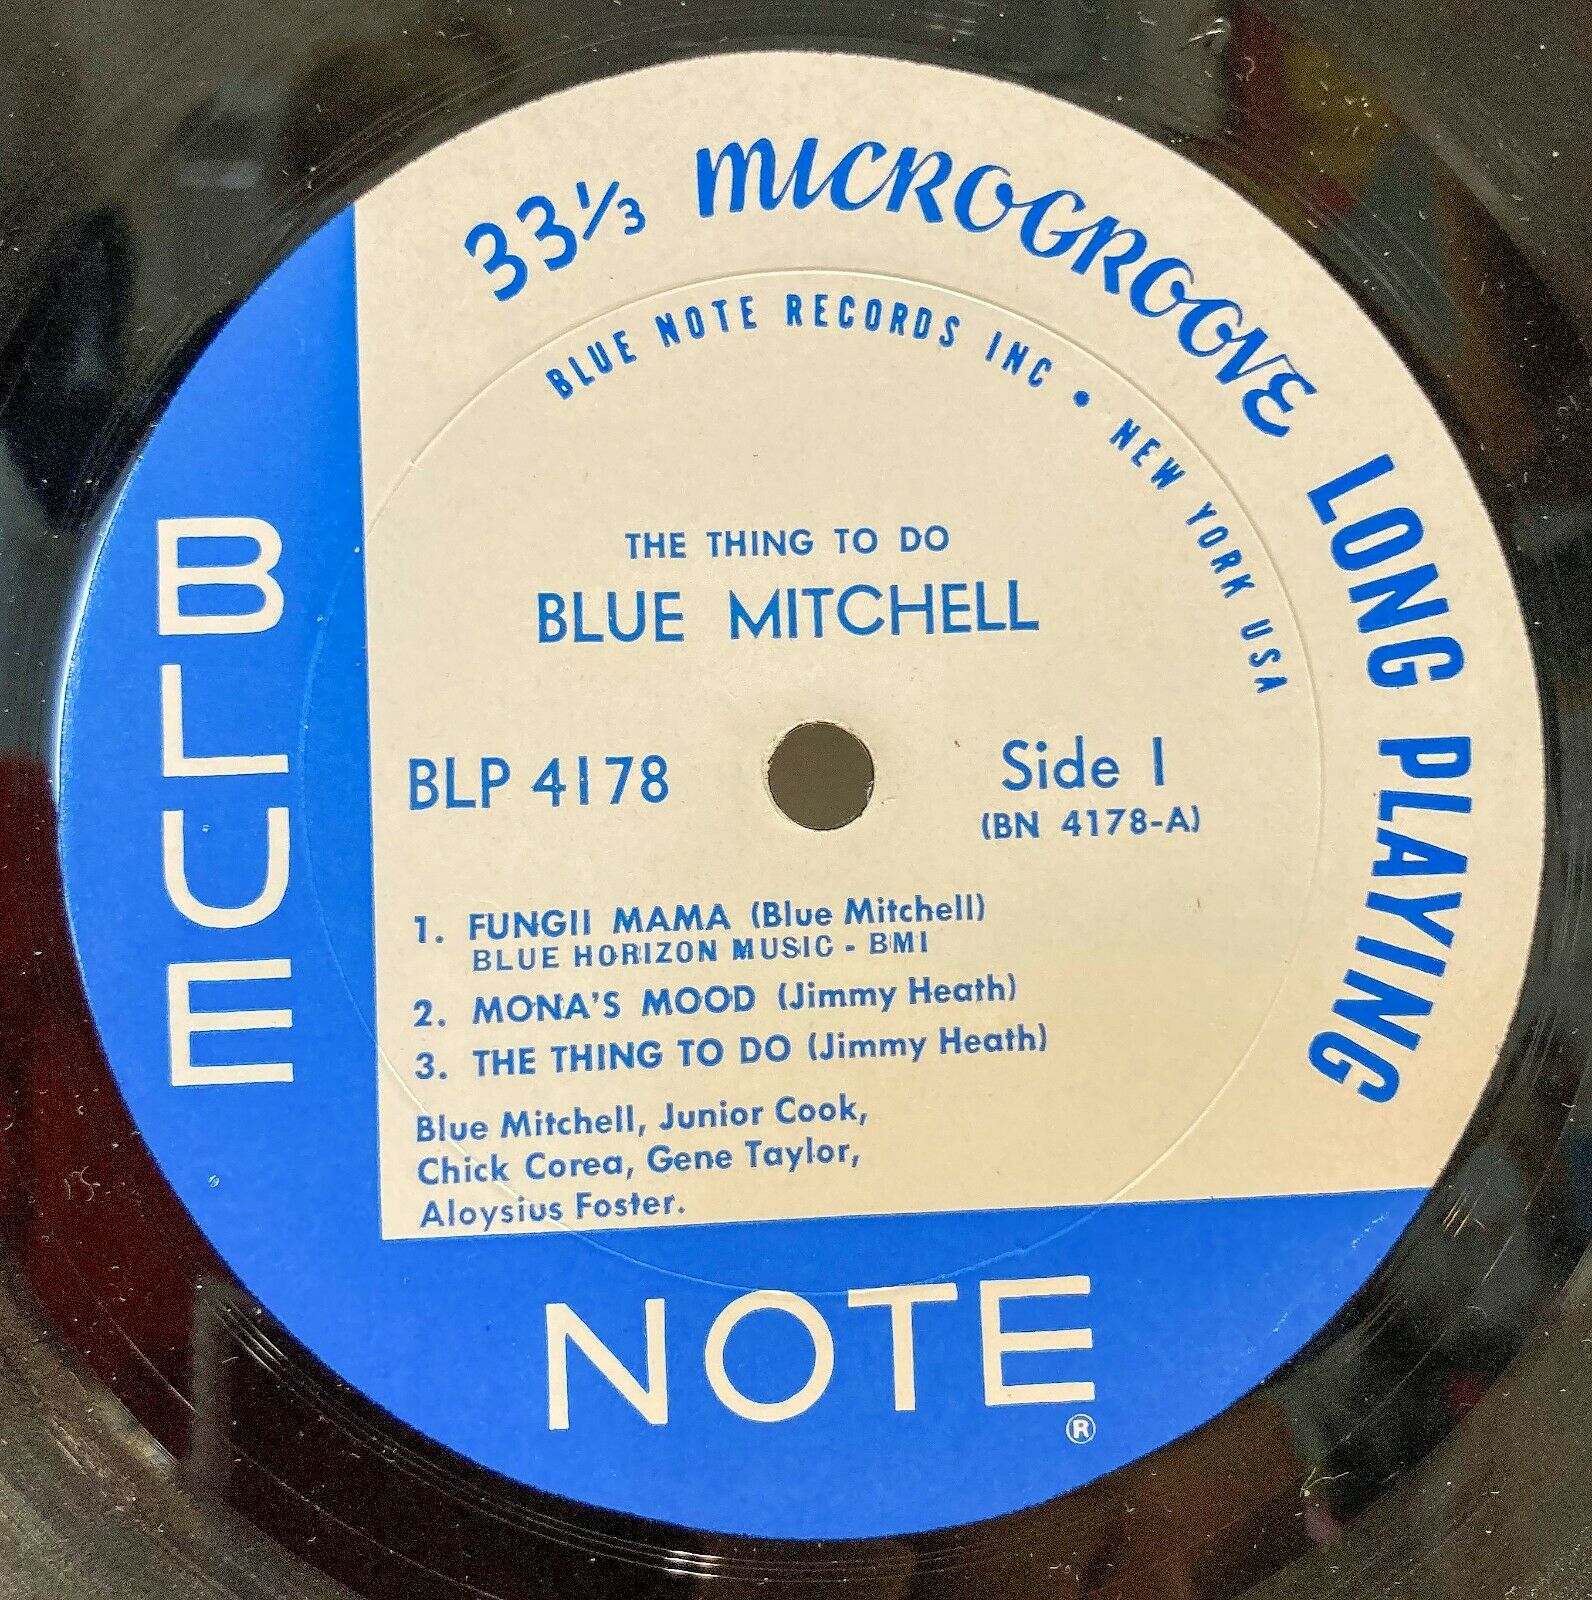 33⅓ MICROGROOVE LONG PLAYING
BLUE NOTE RECORDS INC • NEW YORK USA
THE THING TO DO
BLUE MITCHELL
BLP 4178
Side 1
(BN 4178-A)
1. FUNGII MAMA (Blue Mitchell)
BLUE HORIZON MUSIC - BMI
2. MONA'S MOOD (Jimmy Heath)
3. THE THING TO DO (Jimmy Heath)
Blue Mitchell, Junior Cook,
Chick Corea, Gene Taylor,
Aloysius Foster.
BLUE
NOTE
®